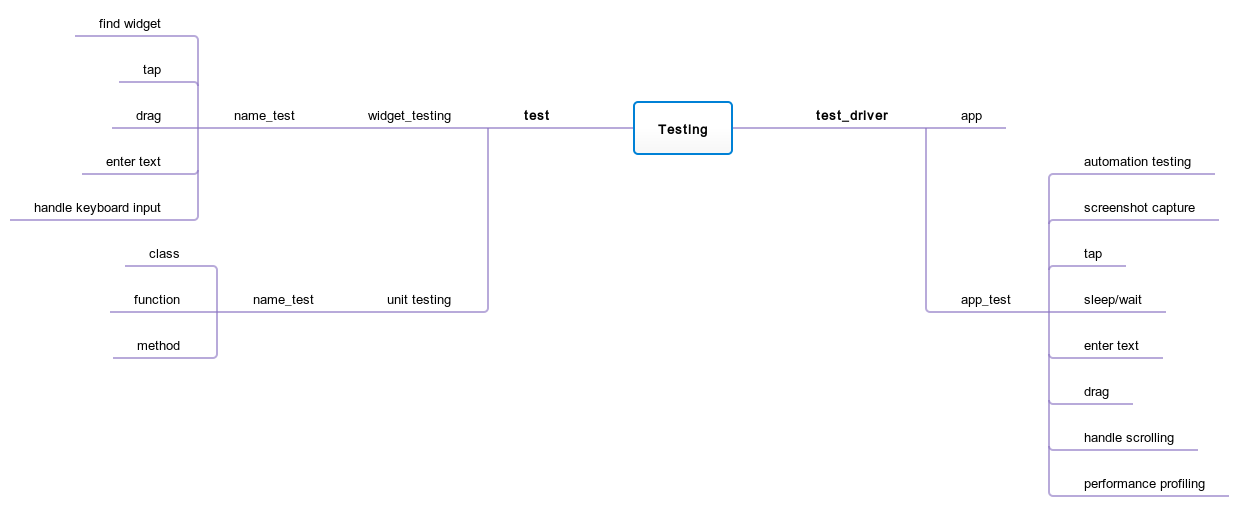 Testing
test
widget_testing
name_test
find widget
tap
drag
enter text
handle keyboard input
unit testing
name_test
class
function
method
test_driver
app
app_test
automation testing
screenshot capture
tap
sleep/wait
enter text
drag
handle scrolling
performance profiling